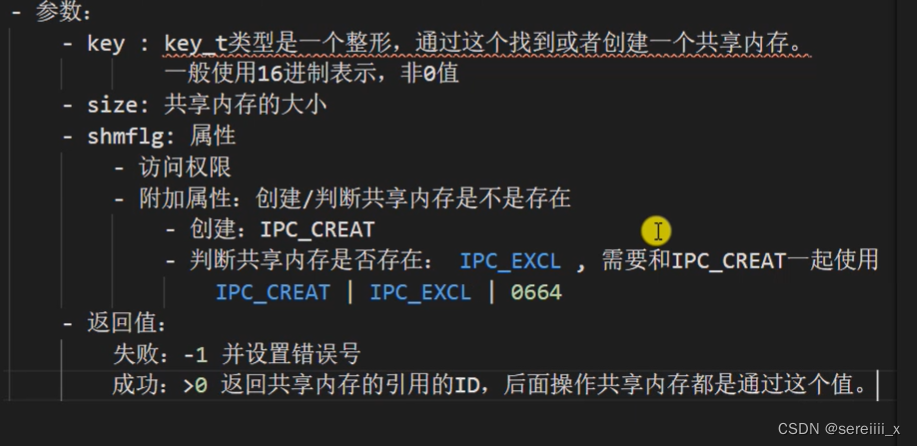 - 参数:
- key : key_t类型是一个整形，通过这个找到或者创建一个共享内存。
一般使用16进制表示，非0值
- size: 共享内存的大小
- shmflg: 属性
- 访问权限
- 附加属性：创建/判断共享内存是不是存在
- 创建：IPC_CREAT
- 判断共享内存是否存在： IPC_EXCL , 需要和IPC_CREAT一起使用
IPC_CREAT | IPC_EXCL | 0664
- 返回值：
失败：-1 并设置错误号
成功：>0 返回共享内存的引用的ID，后面操作共享内存都是通过这个值。
CSDN @sereiiii_x